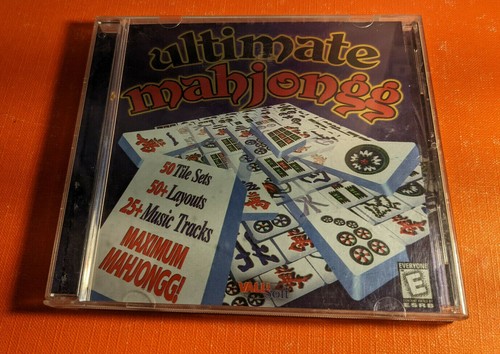 ultimate
mahjongg
50 Tile Sets
50+ Layouts
25+ Music Tracks
MAXIMUM
MAHJONGG!
EVERYONE
E
ESRB